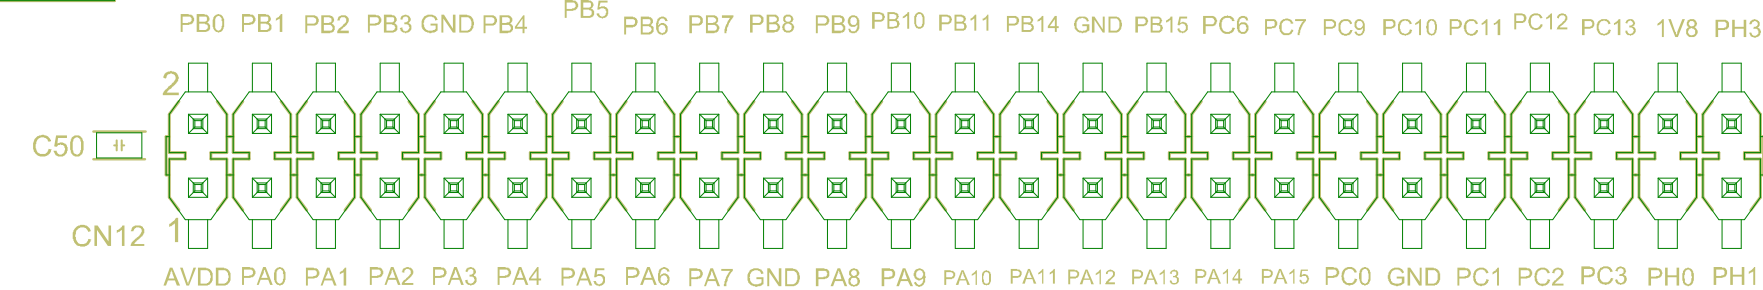 PB0 PB1 PB2 PB3 GND PB4 PB5 PB6 PB7 PB8 PB9 PB10 PB11 PB14 GND PB15 PC6 PC7 PC9 PC10 PC11 PC12 PC13 1V8 PH3
2
C50
1
CN12
AVDD PA0 PA1 PA2 PA3 PA4 PA5 PA6 PA7 GND PA8 PA9 PA10 PA11 PA12 PA13 PA14 PA15 PC0 GND PC1 PC2 PC3 PH0 PH1